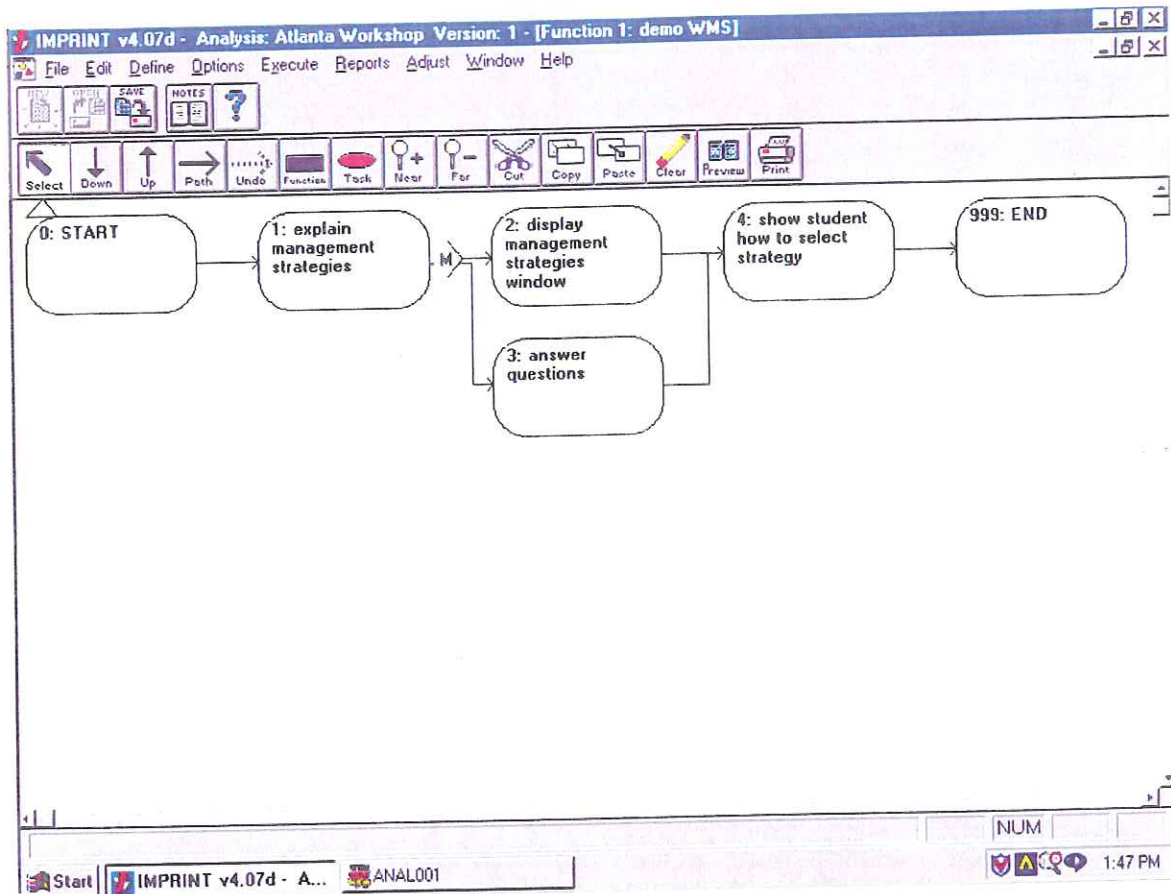 IMPRINT v4.07d - Analysis: Atlanta Workshop Version: 1 - [Function 1: demo WMS]
File Edit Define Options Execute Reports Adjust Window Help
NEW OPEN SAVE NOTES ?
Select Down Up Path Undo Function Task Near Far Cut Copy Paste Clear Preview Print
0: START
1: explain
management
strategies
M
2: display
management
strategies
window
3: answer
questions
4: show student
how to select
strategy
999: END
NUM
Start IMPRINT v4.07d - A... ANAL001 1:47 PM